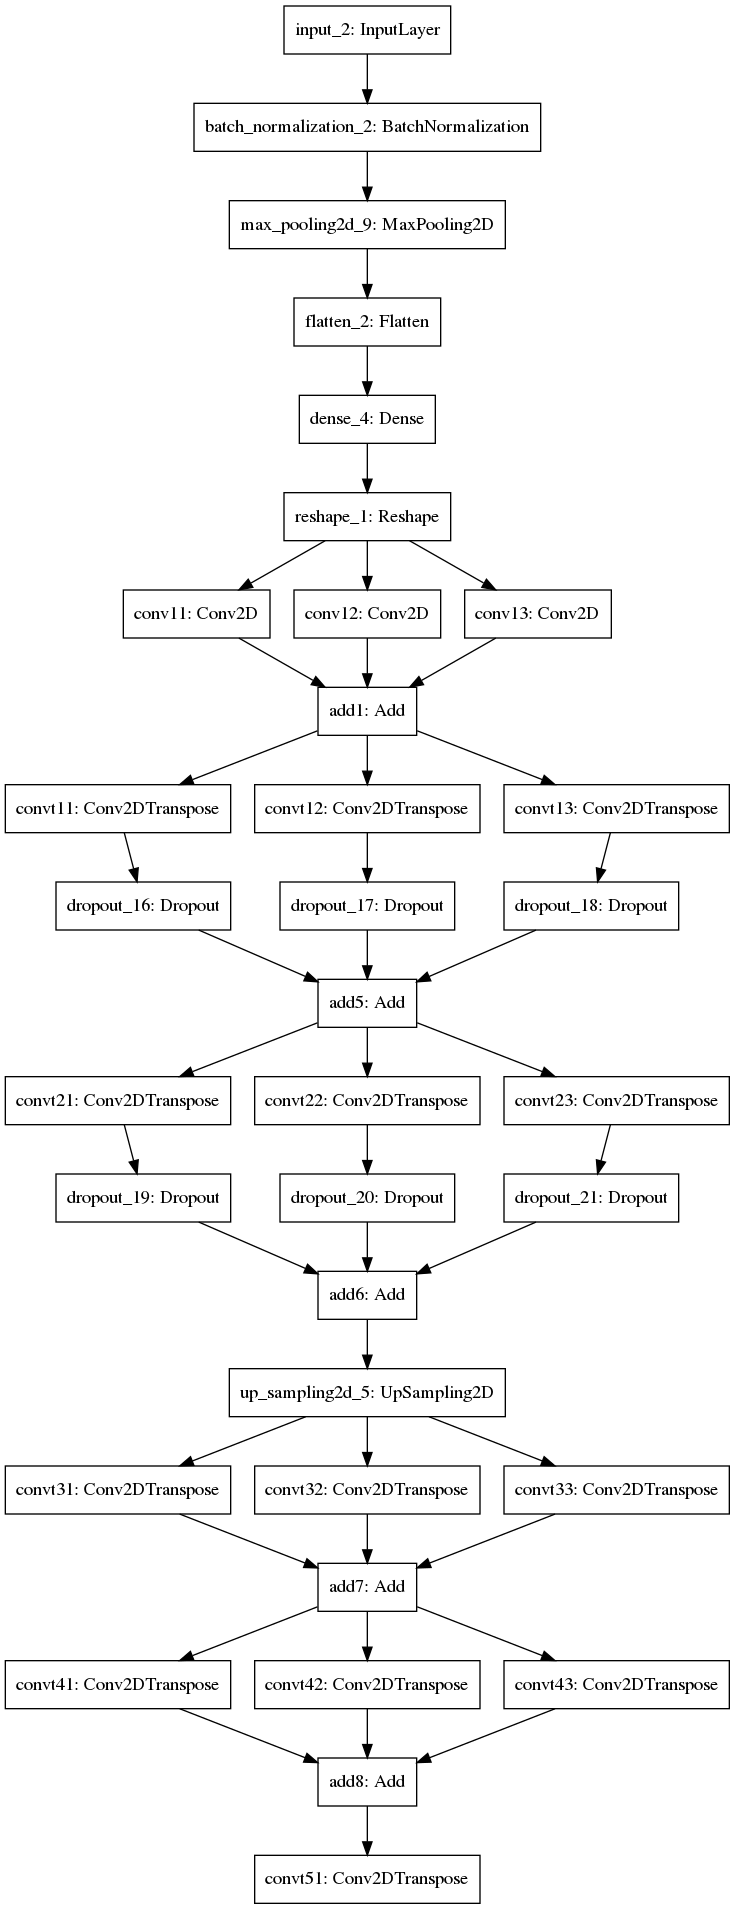 input_2: InputLayer
batch_normalization_2: BatchNormalization
max_pooling2d_9: MaxPooling2D
flatten_2: Flatten
dense_4: Dense
reshape_1: Reshape
conv11: Conv2D
conv12: Conv2D
conv13: Conv2D
add1: Add
convt11: Conv2DTranspose
convt12: Conv2DTranspose
convt13: Conv2DTranspose
dropout_16: Dropout
dropout_17: Dropout
dropout_18: Dropout
add5: Add
convt21: Conv2DTranspose
convt22: Conv2DTranspose
convt23: Conv2DTranspose
dropout_19: Dropout
dropout_20: Dropout
dropout_21: Dropout
add6: Add
up_sampling2d_5: UpSampling2D
convt31: Conv2DTranspose
convt32: Conv2DTranspose
convt33: Conv2DTranspose
add7: Add
convt41: Conv2DTranspose
convt42: Conv2DTranspose
convt43: Conv2DTranspose
add8: Add
convt51: Conv2DTranspose